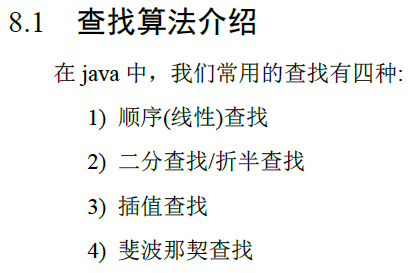 8.1 查找算法介绍
在 java 中，我们常用的查找有四种:
1) 顺序(线性)查找
2) 二分查找/折半查找
3) 插值查找
4) 斐波那契查找